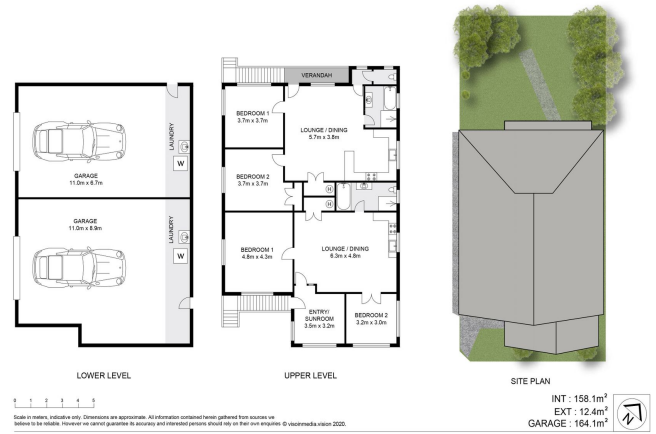 VERANDAH
BEDROOM 1
3.7m x 3.7m
LOUNGE / DINING
5.7m x 3.8m
LAUNDRY
W
GARAGE
11.0m x 6.7m
BEDROOM 2
3.7m x 3.7m
H
H
GARAGE
11.0m x 8.9m
LAUNDRY
W
BEDROOM 1
4.8m x 4.3m
LOUNGE / DINING
6.3m x 4.8m
ENTRY/
SUNROOM
3.5m x 3.2m
BEDROOM 2
3.2m x 3.0m
LOWER LEVEL
UPPER LEVEL
SITE PLAN
0 1 2 3 4 5
INT : 158.1m²
EXT : 12.4m²
GARAGE : 164.1m²
N
Scale in meters, indicative only. Dimensions are approximate. All information contained herein gathered from sources we
believe to be reliable. However we cannot guarantee its accuracy and interested persons should rely on their own enquiries © visoinmedia.vision 2020.